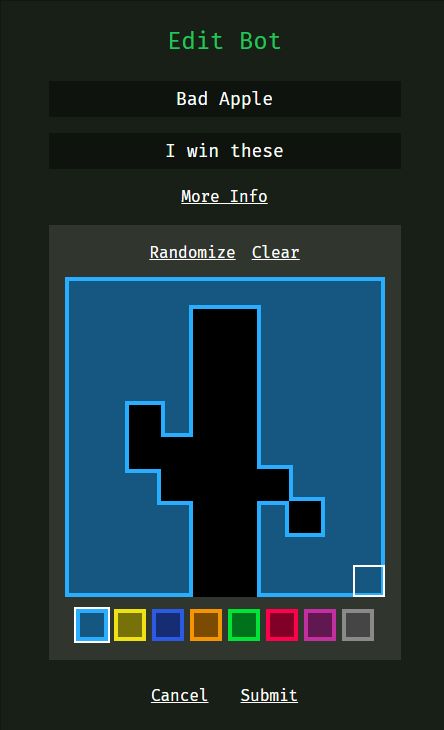 Edit Bot
Bad Apple
I win these
More Info
Randomize Clear
Cancel Submit